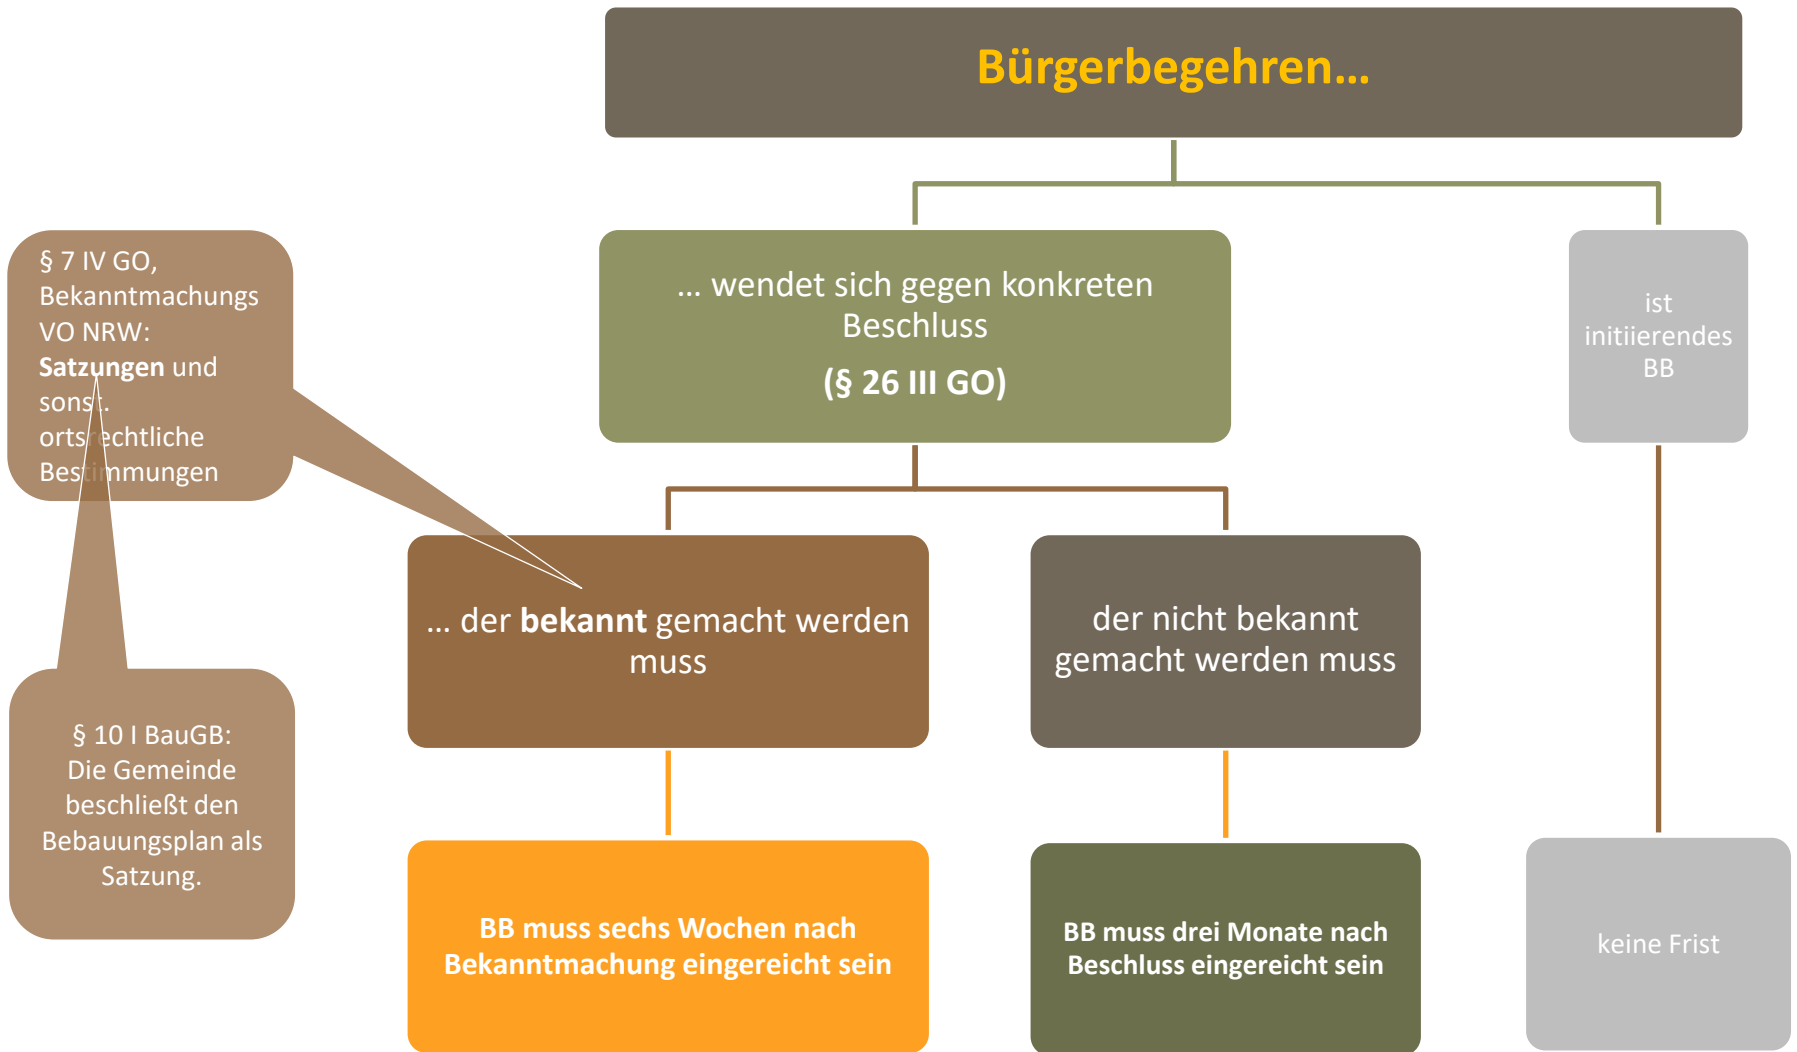 Bürgerbegehren...
§ 7 IV GO,
Bekanntmachungs
VO NRW:
Satzungen und
sonst.
ortsrechtliche
Bestimmungen
... wendet sich gegen konkreten
Beschluss
(§ 26 III GO)
ist
initiierendes
BB
... der bekannt gemacht werden
muss
der nicht bekannt
gemacht werden muss
§ 10 I BauGB:
Die Gemeinde
beschließt den
Bebauungsplan als
Satzung.
BB muss sechs Wochen nach
Bekanntmachung eingereicht sein
BB muss drei Monate nach
Beschluss eingereicht sein
keine Frist